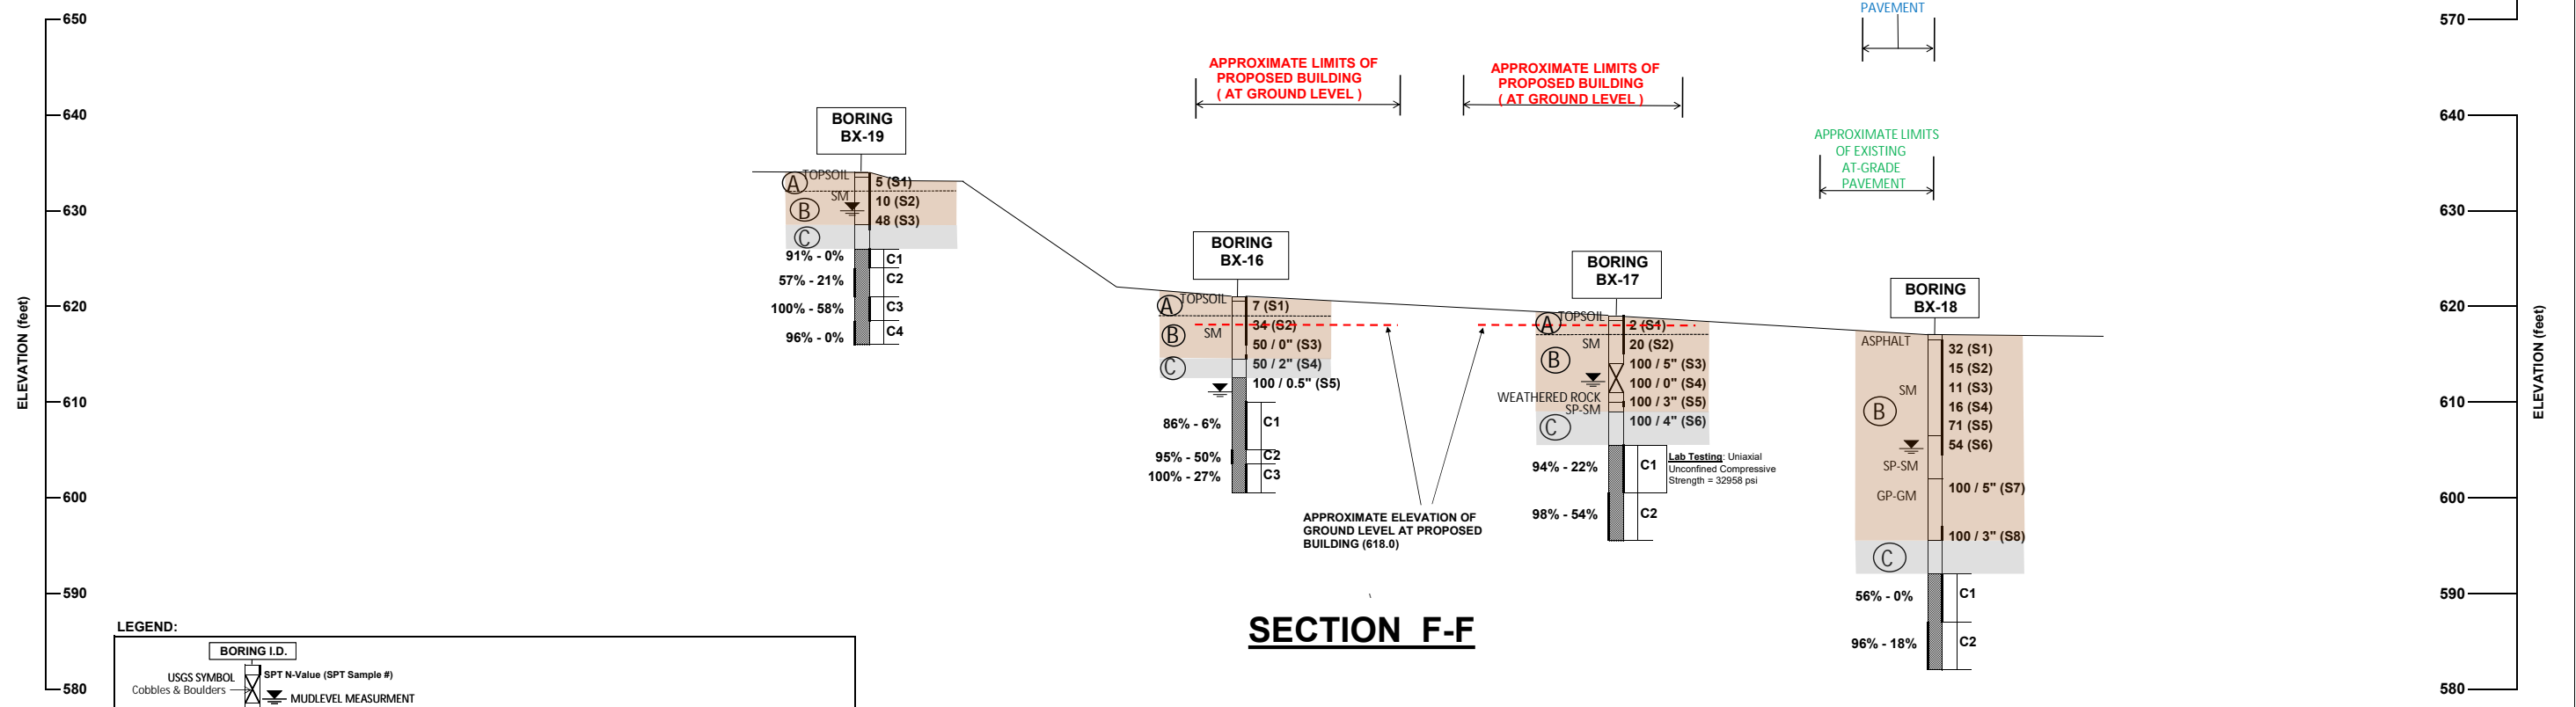 650
640
630
620
610
600
590
580
ELEVATION (feet)
BORING
BX-19
TOPSOIL
A
SM
B
C
5 (S1)
10 (S2)
48 (S3)
91% - 0%
C1
57% - 21%
C2
100% - 58%
C3
96% - 0%
C4
APPROXIMATE LIMITS OF
PROPOSED BUILDING
( AT GROUND LEVEL )
BORING
BX-16
TOPSOIL
A
B
SM
C
7 (S1)
34 (S2)
50 / 0" (S3)
50 / 2" (S4)
100 / 0.5" (S5)
86% - 6%
C1
95% - 50%
C2
100% - 27%
C3
APPROXIMATE LIMITS OF
PROPOSED BUILDING
( AT GROUND LEVEL )
APPROXIMATE ELEVATION OF
GROUND LEVEL AT PROPOSED
BUILDING (618.0)
BORING
BX-17
TOPSOIL
A
SM
B
WEATHERED ROCK
SP-SM
C
2 (S1)
20 (S2)
100 / 5" (S3)
100 / 0" (S4)
100 / 3" (S5)
100 / 4" (S6)
94% - 22%
C1
Lab Testing: Uniaxial
Unconfined Compressive
Strength = 32958 psi
98% - 54%
C2
PAVEMENT
APPROXIMATE LIMITS
OF EXISTING
AT-GRADE
PAVEMENT
BORING
BX-18
ASPHALT
SM
B
SP-SM
GP-GM
C
32 (S1)
15 (S2)
11 (S3)
16 (S4)
71 (S5)
54 (S6)
100 / 5" (S7)
100 / 3" (S8)
56% - 0%
C1
96% - 18%
C2
570
640
630
620
610
600
590
580
ELEVATION (feet)
SECTION F-F
LEGEND:
BORING I.D.
USGS SYMBOL
SPT N-Value (SPT Sample #)
Cobbles & Boulders
MUDLEVEL MEASURMENT